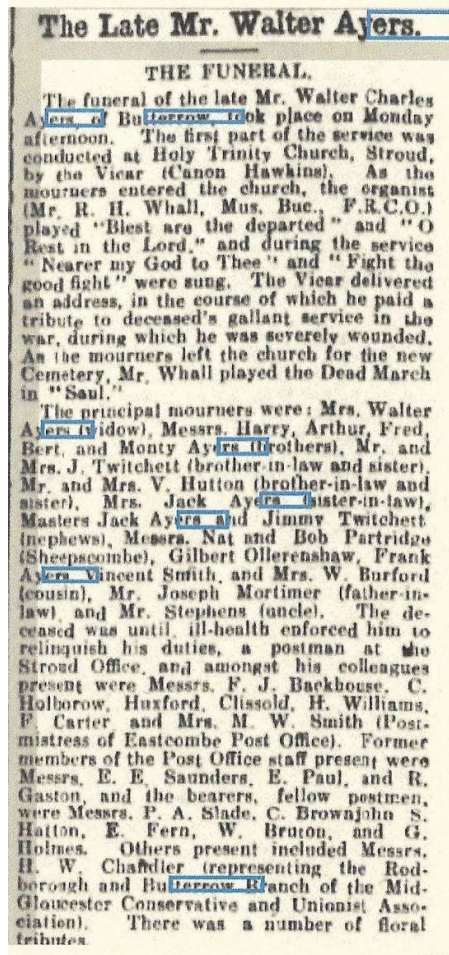 The Late Mr. Walter Ayers.
THE FUNERAL.
The funeral of the late Mr. Walter Charles
Ayers, of Butterrow, took place on Monday
afternoon. The first part of the service was
conducted at Holy Trinity Church, Stroud,
by the Vicar (Canon Hawkins). As the
mourners entered the church, the organist
(Mr. R. H. Whall, Mus. Buc., F.R.C.O.)
played "Blest are the departed" and "O
Rest in the Lord," and during the service
"Nearer my God to Thee" and "Fight the
good fight" were sung. The Vicar delivered
an address, in the course of which he paid a
tribute to deceased's gallant service in the
war, during which he was severely wounded.
As the mourners left the church for the new
Cemetery, Mr. Whall played the Dead March
in "Saul."
The principal mourners were: Mrs. Walter
Ayers (widow), Messrs. Harry, Arthur, Fred,
Bert, and Monty Ayers (brothers), Mr. and
Mrs. J. Twitchett (brother-in-law and sister),
Mr. and Mrs. V. Hutton (brother-in-law and
sister), Mrs. Jack Ayers (sister-in-law),
Masters Jack Ayers and Jimmy Twitchett
(nephews), Messrs. Nat and Bob Partridge
(Sheepscombe), Gilbert Ollerenshaw, Frank
Ayers, Vincent Smith, and Mrs. W. Burford
(cousin), Mr. Joseph Mortimer (father-in-
law) and Mr. Stephens (uncle). The de-
ceased was until ill-health enforced him to
relinquish his duties, a postman at the
Stroud Office, and amongst his colleagues
present were Messrs. F. J. Backhouse, C.
Holborow, Huxford, Clissold, H. Williams,
F. Carter and Mrs. M. W. Smith (Post-
mistress of Eastcombe Post Office). Former
members of the Post Office staff present were
Messrs. E. E. Saunders, E. Paul, and R.
Gaston, and the bearers, fellow postmen,
were Messrs. P. A. Slade, C. Brownjohn S.
Hatton, E. Fern, W. Bruton, and G.
Holmes. Others present included Messrs.
H. W. Chandler (representing the Rod-
borough and Butterrow Branch of the Mid-
Gloucester Conservative and Unionist Asso-
ciation). There was a number of floral
tributes.